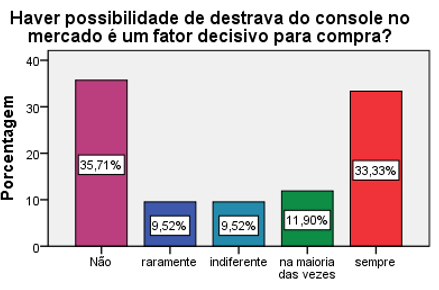 Haver possibilidade de destrava do console no
mercado é um fator decisivo para compra?
Porcentagem
40
30
20
10
0
35,71%
9,52%
9,52%
11,90%
33,33%
Não
raramente
indiferente
na maioria
das vezes
sempre